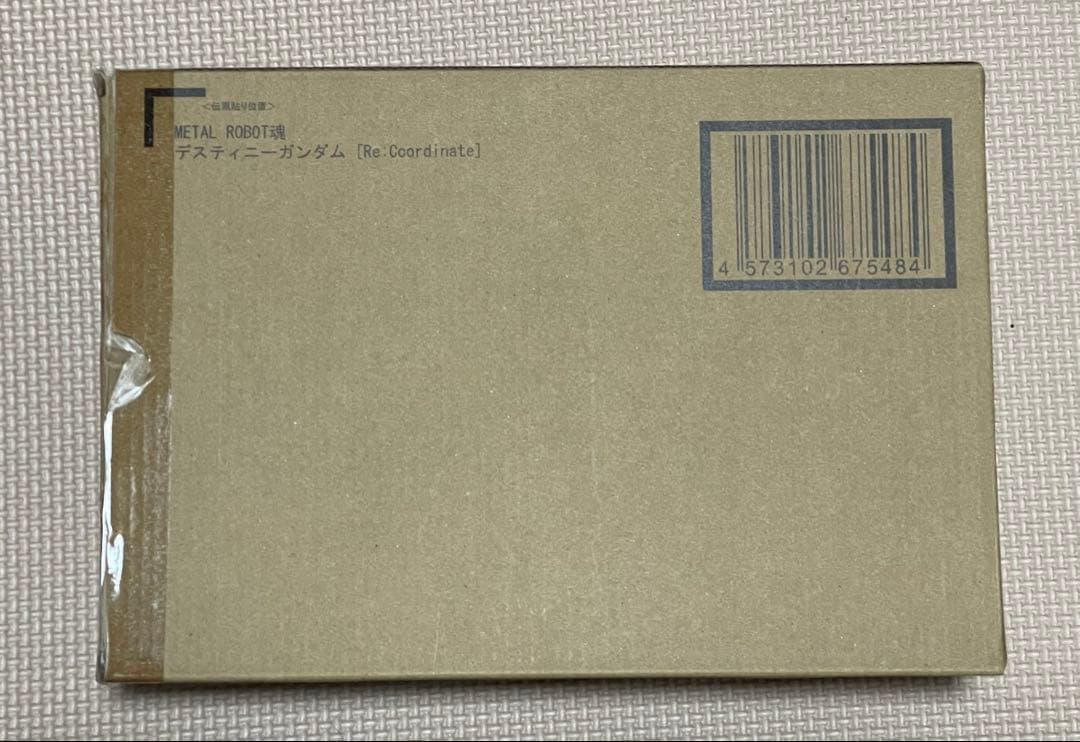 <伝票貼り位置>
METAL ROBOT魂
デスティニーガンダム [Re:Coordinate]
4 573102 675484